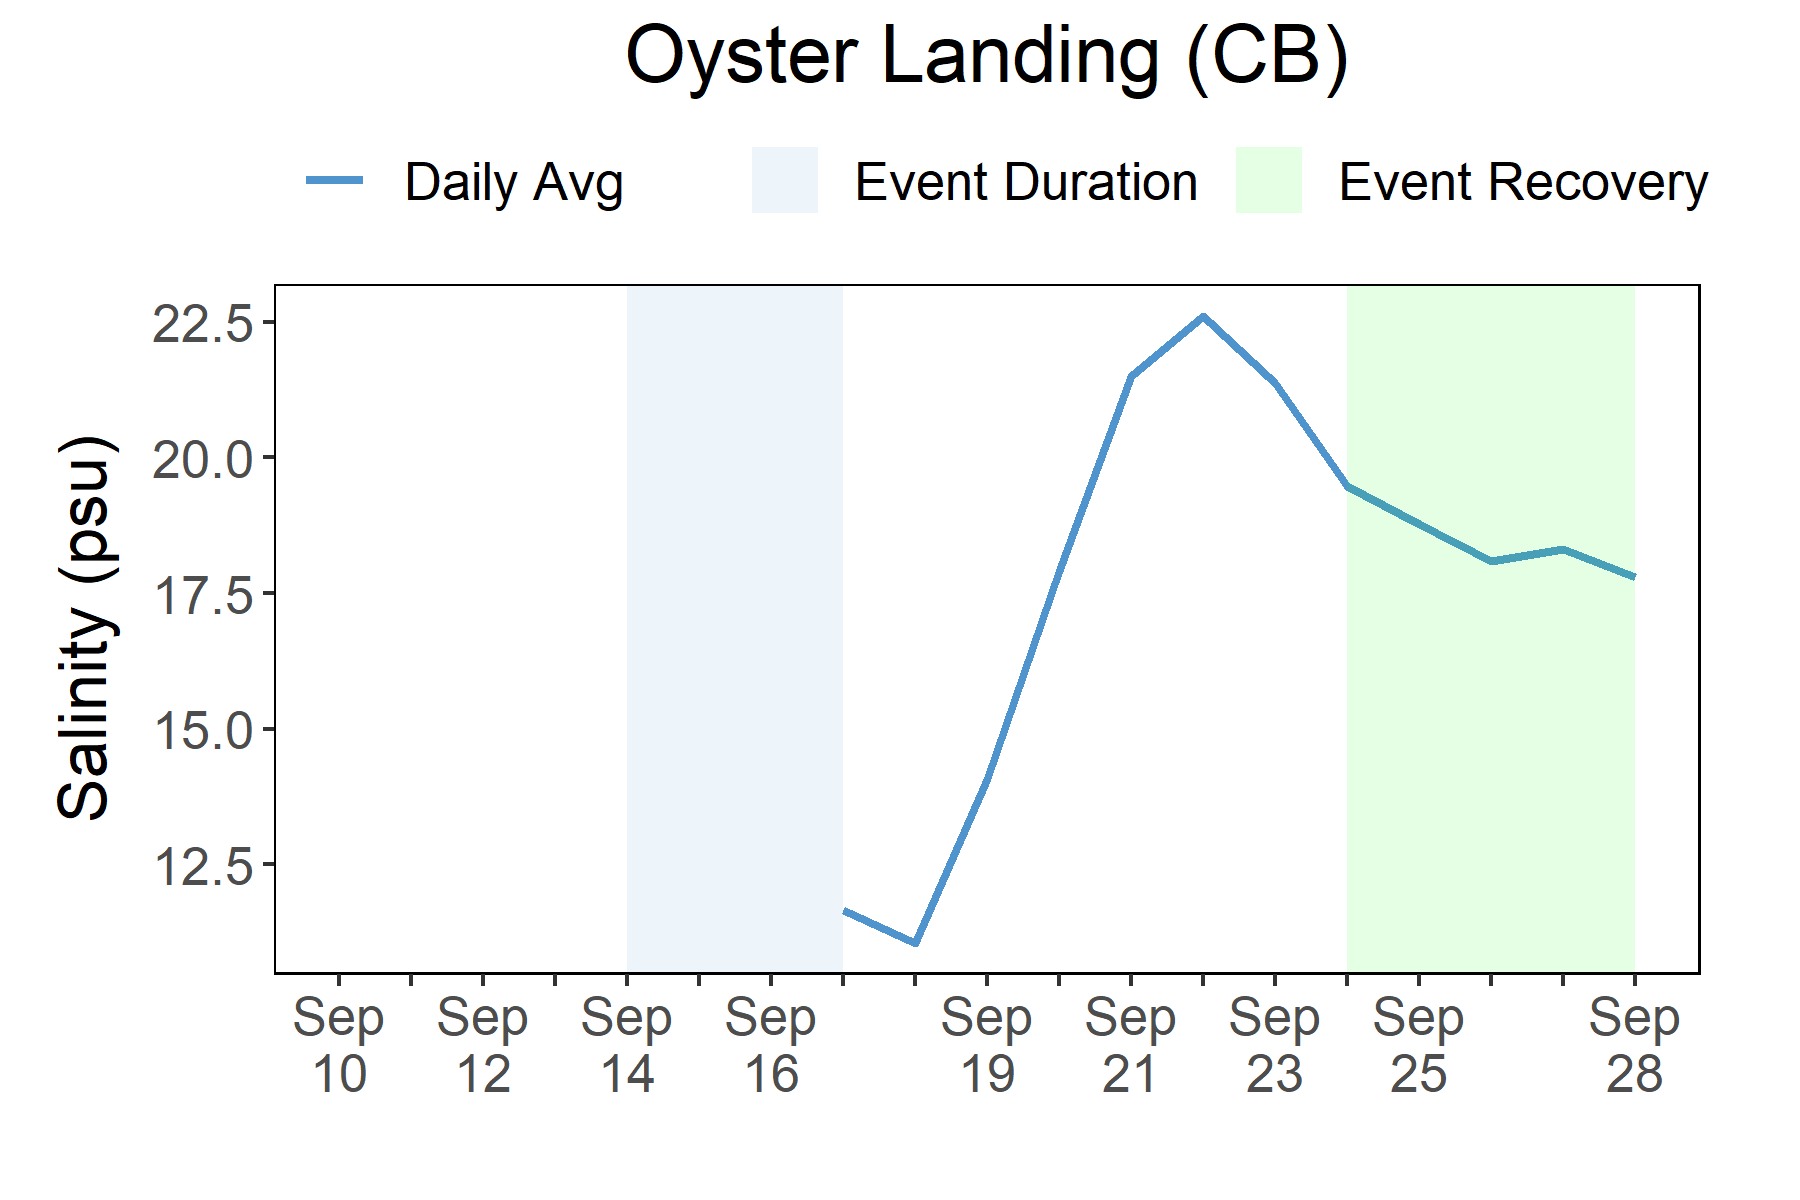 Oyster Landing (CB)
Daily Avg Event Duration Event Recovery
Salinity (psu)
22.5
20.0
17.5
15.0
12.5
Sep Sep Sep Sep Sep Sep Sep Sep Sep
10 12 14 16 19 21 23 25 28